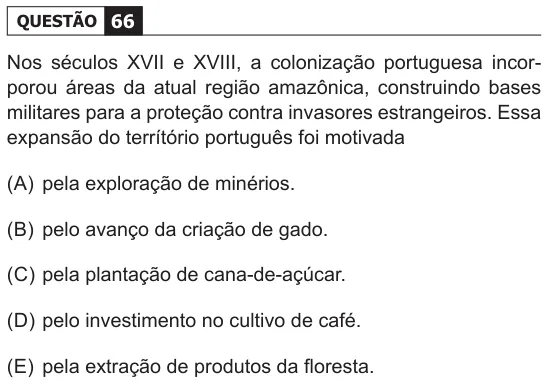 QUESTÃO 66
Nos séculos XVII e XVIII, a colonização portuguesa incor-
porou áreas da atual região amazônica, construindo bases
militares para a proteção contra invasores estrangeiros. Essa
expansão do território português foi motivada
(A) pela exploração de minérios.
(B) pelo avanço da criação de gado.
(C) pela plantação de cana-de-açúcar.
(D) pelo investimento no cultivo de café.
(E) pela extração de produtos da floresta.